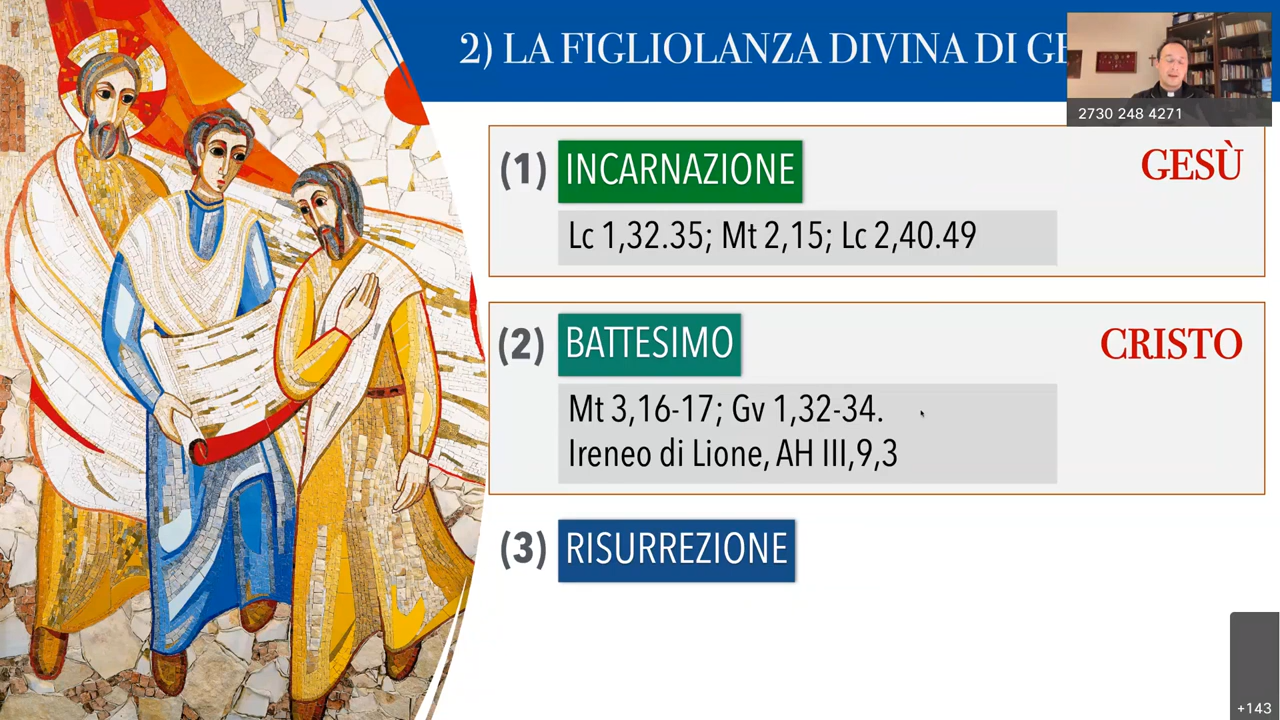 2) LA FIGLIOLANZA DIVINA DI
2730 248 4271
(1) INCARNAZIONE
GESÙ
Lc 1,32.35; Mt 2,15; Lc 2,40.49
(2) BATTESIMO
CRISTO
Mt 3,16-17; Gv 1,32-34.
Ireneo di Lione, AH III,9,3
(3) RISURREZIONE
+143